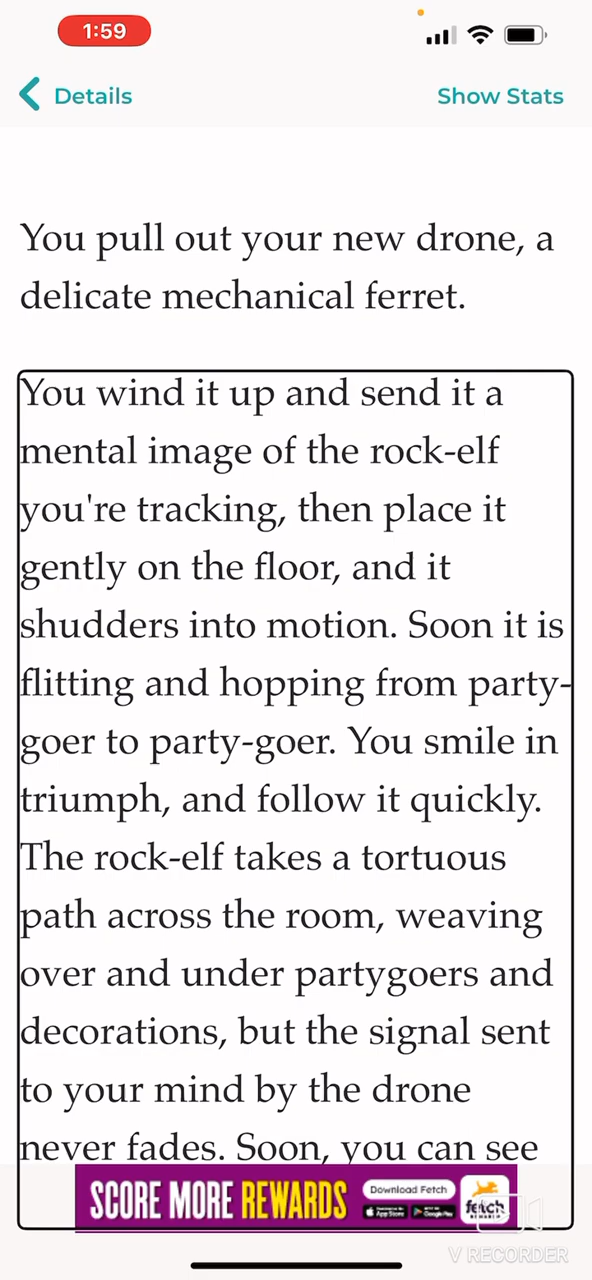 1:59
Details
Show Stats
You pull out your new drone, a
delicate mechanical ferret.
You wind it up and send it a
mental image of the rock-elf
you're tracking, then place it
gently on the floor, and it
shudders into motion. Soon it is
flitting and hopping from party-
goer to party-goer. You smile in
triumph, and follow it quickly.
The rock-elf takes a tortuous
path across the room, weaving
over and under partygoers and
decorations, but the signal sent
to your mind by the drone
never fades. Soon, you can see
SCORE MORE REWARDS
Download Fetch
App Store
Google Play
fetch
REWARDS
V RECORDER